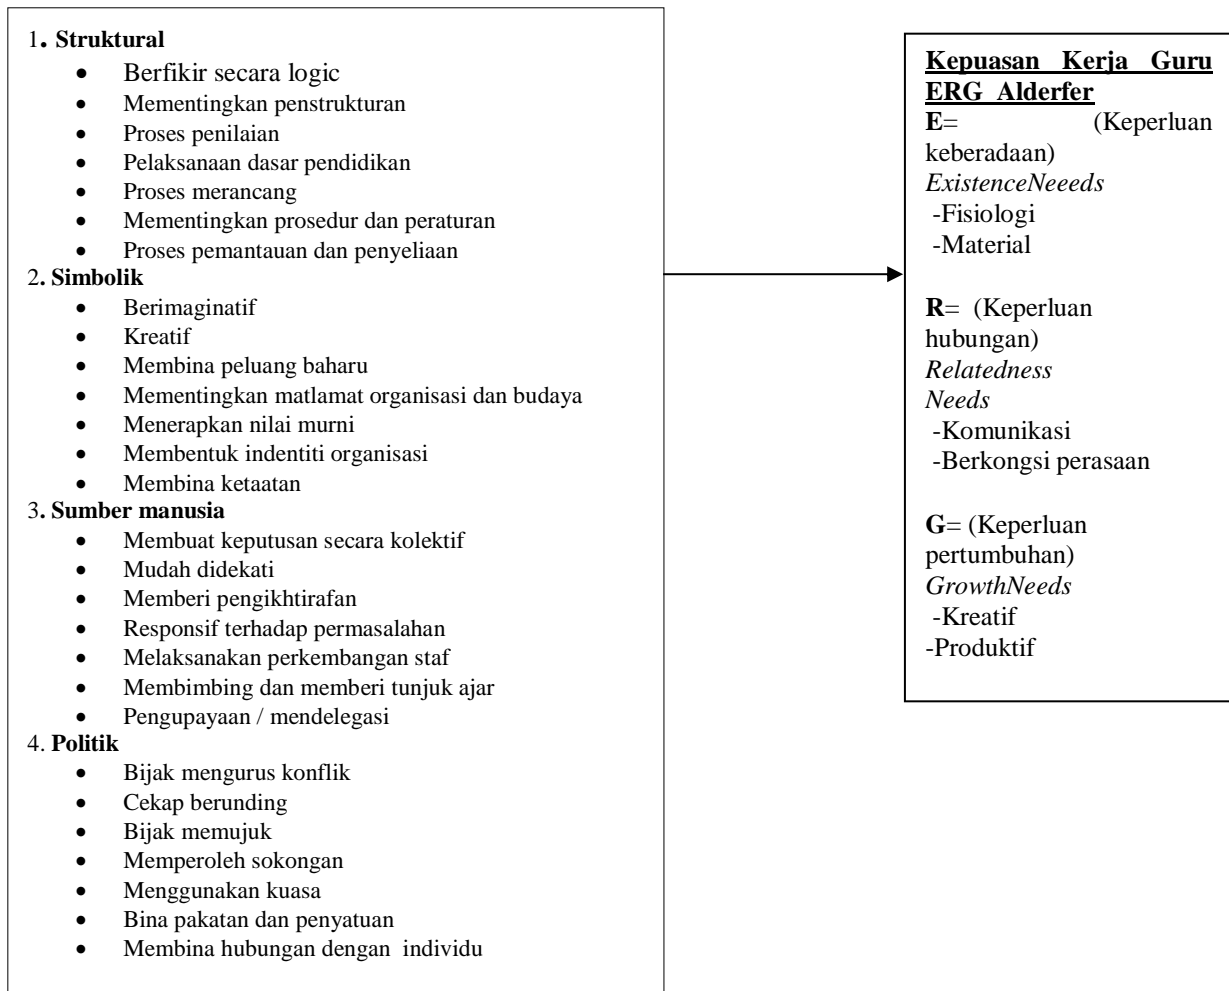 1. Struktural
• Berfikir secara logic
• Mementingkan penstrukturan
• Proses penilaian
• Pelaksanaan dasar pendidikan
• Proses merancang
• Mementingkan prosedur dan peraturan
• Proses pemantauan dan penyeliaan
2. Simbolik
• Berimaginatif
• Kreatif
• Membina peluang baharu
• Mementingkan matlamat organisasi dan budaya
• Menerapkan nilai murni
• Membentuk indentiti organisasi
• Membina ketaatan
3. Sumber manusia
• Membuat keputusan secara kolektif
• Mudah didekati
• Memberi pengikhtirafan
• Responsif terhadap permasalahan
• Melaksanakan perkembangan staf
• Membimbing dan memberi tunjuk ajar
• Pengupayaan / mendelegasi
4. Politik
• Bijak mengurus konflik
• Cekap berunding
• Bijak memujuk
• Memperoleh sokongan
• Menggunakan kuasa
• Bina pakatan dan penyatuan
• Membina hubungan dengan individu
Kepuasan Kerja Guru
ERG Alderfer
E= (Keperluan
keberadaan)
ExistenceNeeeds
-Fisiologi
-Material
R= (Keperluan
hubungan)
Relatedness
Needs
-Komunikasi
-Berkongsi perasaan
G= (Keperluan
pertumbuhan)
GrowthNeeds
-Kreatif
-Produktif